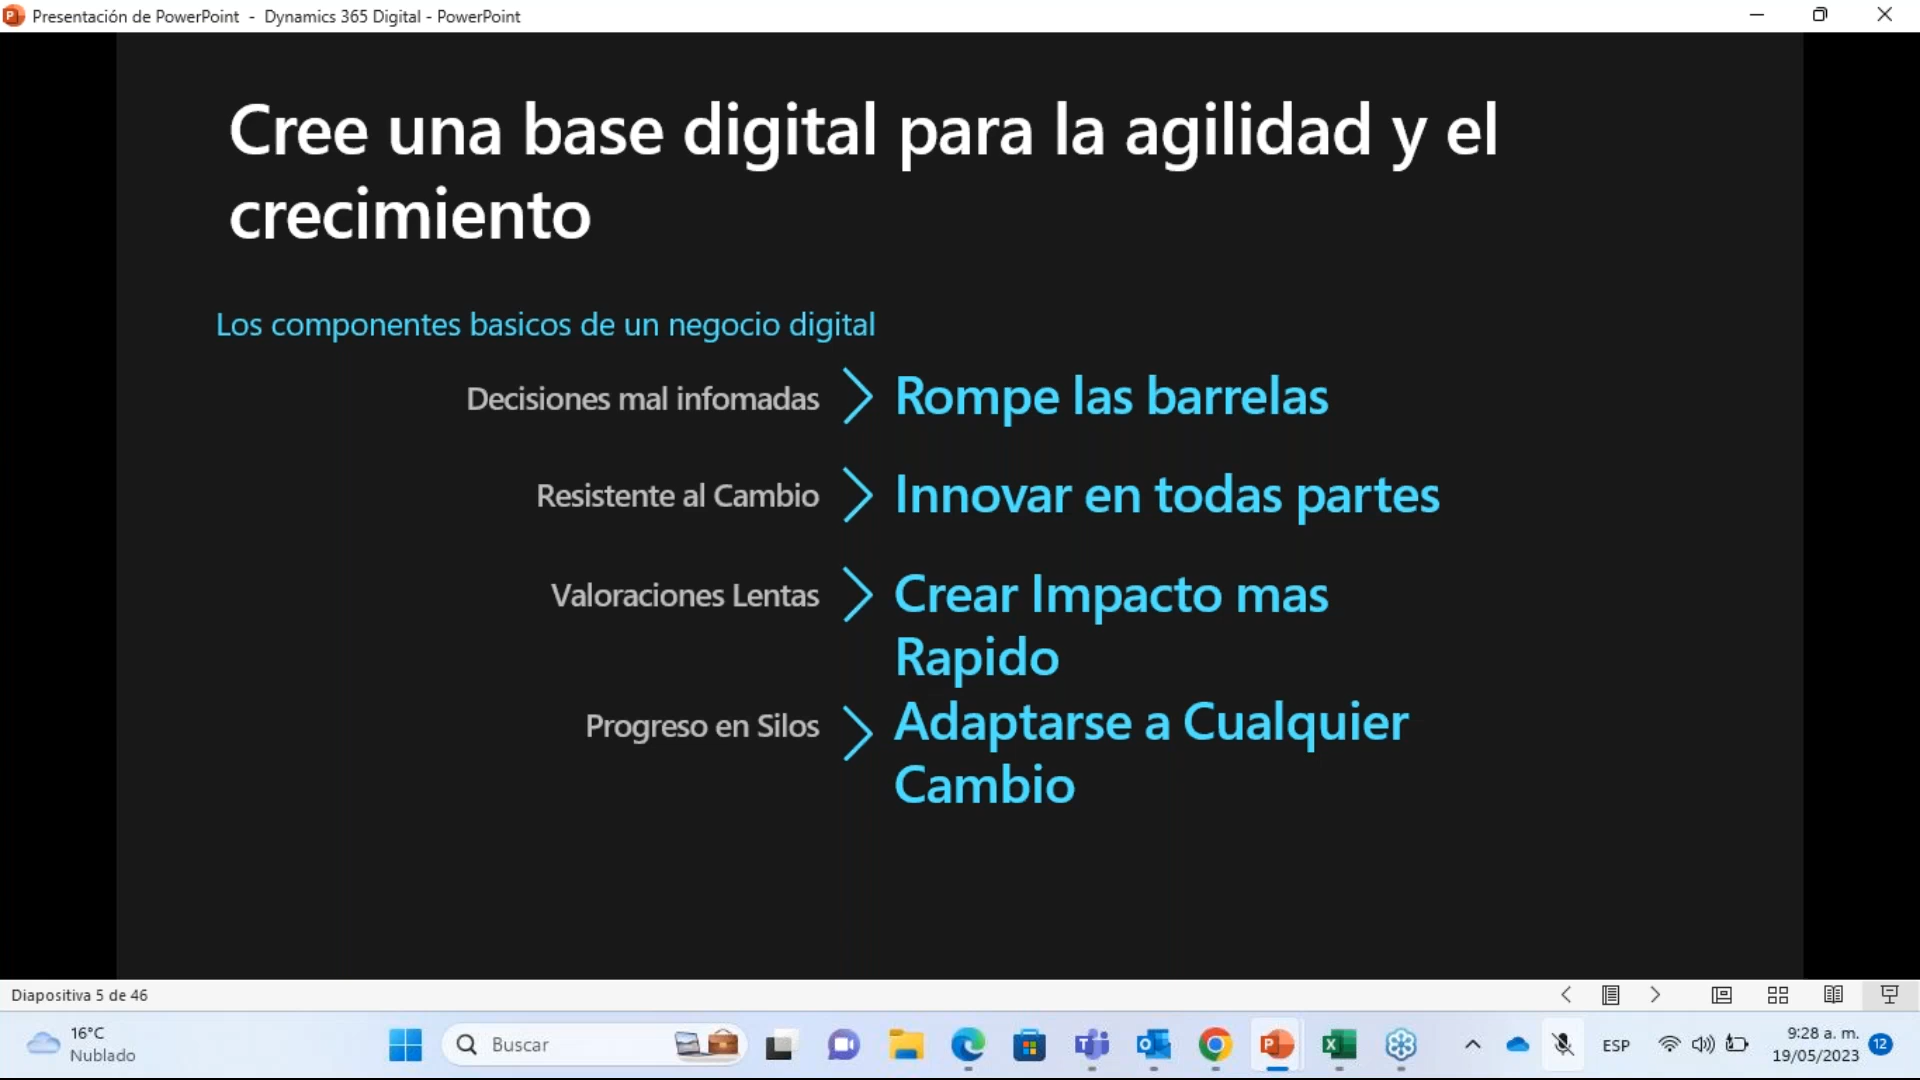 Presentación de PowerPoint - Dynamics 365 Digital - PowerPoint
Cree una base digital para la agilidad y el
crecimiento
Los componentes basicos de un negocio digital
Decisiones mal infomadas
Rompe las barrelas
Resistente al Cambio
Innovar en todas partes
Valoraciones Lentas
Crear Impacto mas
Rapido
Progreso en Silos
Adaptarse a Cualquier
Cambio
Diapositiva 5 de 46
16°C
Nublado
Buscar
ESP
9:28 a. m.
19/05/2023
12